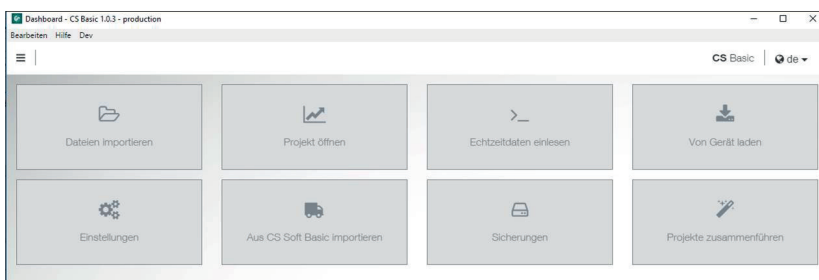 Dashboard - CS Basic 1.0.3 - production
Bearbeiten Hilfe Dev
CS Basic de
Dateien importieren Projekt öffnen Echtzeitdaten einlesen Von Gerät laden
Einstellungen Aus CS Soft Basic importieren Sicherungen Projekte zusammenführen